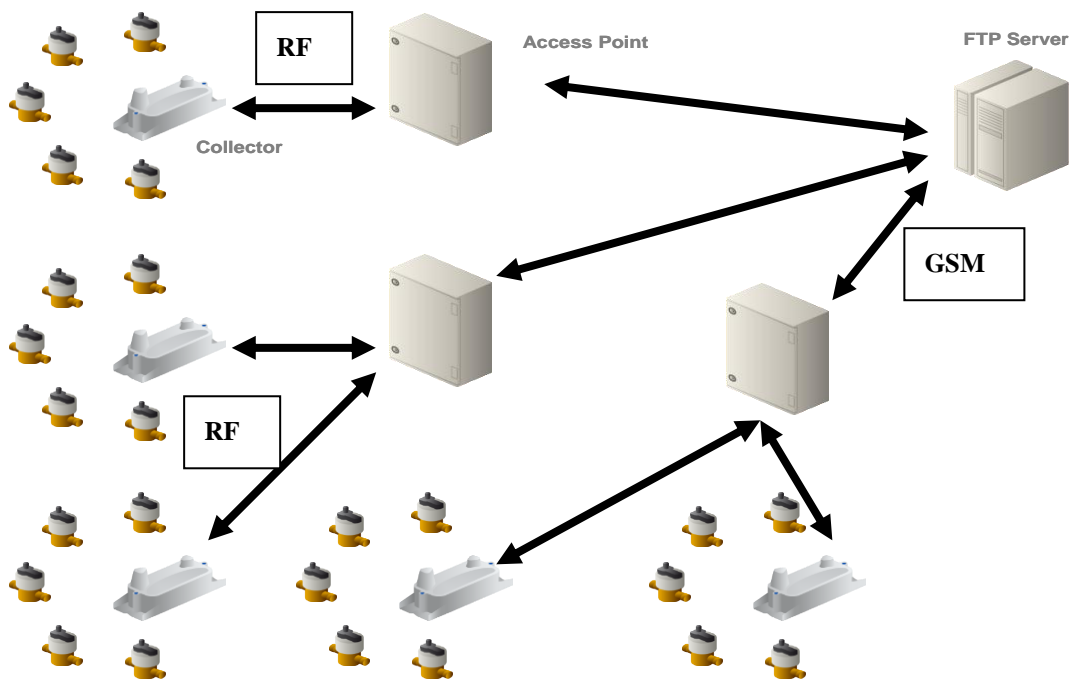 RF
Access Point
FTP Server
Collector
GSM
RF